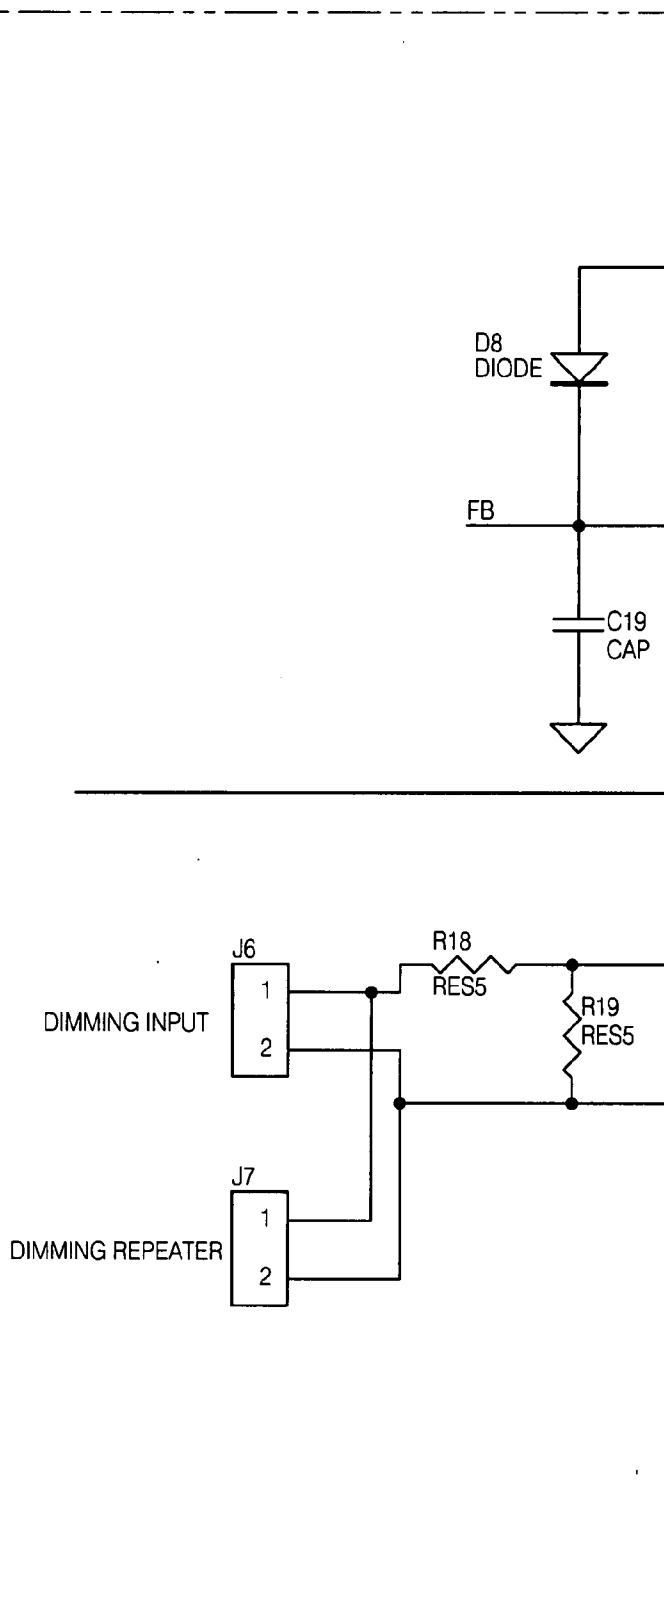 D8
DIODE
FB
C19
CAP
J6
R18
1
RES5
R19
DIMMING INPUT
RES5
2
J7
1
DIMMING REPEATER
2